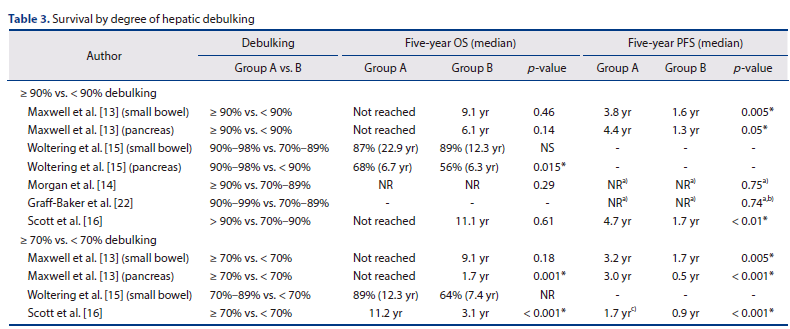 Table 3. Survival by degree of hepatic debulking
Author Debulking Five-year OS (median) Five-year PFS (median)
Group A vs. B Group A Group B p-value Group A Group B p-value
≥ 90% vs. < 90% debulking
Maxwell et al. [13] (small bowel) ≥ 90% vs. < 90% Not reached 9.1 yr 0.46 3.8 yr 1.6 yr 0.005*
Maxwell et al. [13] (pancreas) ≥ 90% vs. < 90% Not reached 6.1 yr 0.14 4.4 yr 1.3 yr 0.05*
Woltering et al. [15] (small bowel) 90%–98% vs. 70%–89% 87% (22.9 yr) 89% (12.3 yr) NS - - -
Woltering et al. [15] (pancreas) 90%–98% vs. < 90% 68% (6.7 yr) 56% (6.3 yr) 0.015* - - -
Morgan et al. [14] ≥ 90% vs. 70%–89% NR NR 0.29 NRa) NRa) 0.75a)
Graff-Baker et al. [22] 90%–99% vs. 70%–89% - - - NRa) NRa) 0.74a,b)
Scott et al. [16] > 90% vs. 70%–90% Not reached 11.1 yr 0.61 4.7 yr 1.7 yr < 0.01*
≥ 70% vs. < 70% debulking
Maxwell et al. [13] (small bowel) ≥ 70% vs. < 70% Not reached 9.1 yr 0.18 3.2 yr 1.7 yr 0.005*
Maxwell et al. [13] (pancreas) ≥ 70% vs. < 70% Not reached 1.7 yr 0.001* 3.0 yr 0.5 yr < 0.001*
Woltering et al. [15] (small bowel) 70%–89% vs. < 70% 89% (12.3 yr) 64% (7.4 yr) NR - - -
Scott et al. [16] ≥ 70% vs. < 70% 11.2 yr 3.1 yr < 0.001* 1.7 yrc) 0.9 yr < 0.001*